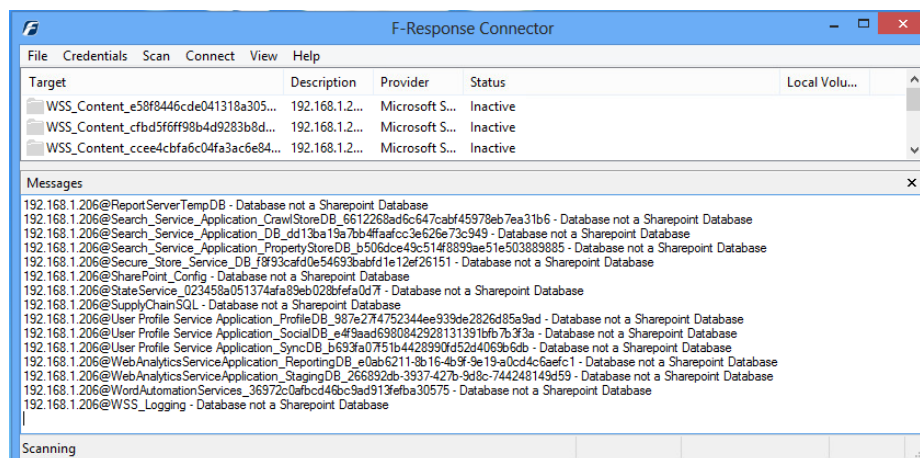 F-Response Connector
File Credentials Scan Connect View Help
Target Description Provider Status Local Volu...
WSS_Content_e58f8446cde041318a305... 192.168.1.2... Microsoft S... Inactive
WSS_Content_cfbd5f6ff98b4d9283b8d... 192.168.1.2... Microsoft S... Inactive
WSS_Content_ccee4cbfa6c04fa3ac6e84... 192.168.1.2... Microsoft S... Inactive
Messages
192.168.1.206@ReportServerTempDB - Database not a Sharepoint Database
192.168.1.206@Search_Service_Application_CrawlStoreDB_6612268ad6c647cabf45978eb7ea31b6 - Database not a Sharepoint Database
192.168.1.206@Search_Service_Application_DB_dd13ba19a7bb4ffaafcc3e626e73c949 - Database not a Sharepoint Database
192.168.1.206@Search_Service_Application_PropertyStoreDB_b506dce49c514f8899ae51e503889885 - Database not a Sharepoint Database
192.168.1.206@Secure_Store_Service_DB_f8f93cafd0e54693babfd1e12ef26151 - Database not a Sharepoint Database
192.168.1.206@SharePoint_Config - Database not a Sharepoint Database
192.168.1.206@StateService_023458a051374afa89eb028bfefa0d7f - Database not a Sharepoint Database
192.168.1.206@SupplyChainSQL - Database not a Sharepoint Database
192.168.1.206@User Profile Service Application_ProfileDB_987e27f4752344ee939de2826d85a9ad - Database not a Sharepoint Database
192.168.1.206@User Profile Service Application_SocialDB_e4f9aad6980842928131391bfb7b3f3a - Database not a Sharepoint Database
192.168.1.206@User Profile Service Application_SyncDB_b693fa07f51b4428990fd52d4069b6db - Database not a Sharepoint Database
192.168.1.206@WebAnalyticsServiceApplication_ReportingDB_e0ab6211-8b16-4b9f-9e19-a0cd4c6aefc1 - Database not a Sharepoint Database
192.168.1.206@WebAnalyticsServiceApplication_StagingDB_266892db-3937-427b-9d8c-744248149d59 - Database not a Sharepoint Database
192.168.1.206@WordAutomationServices_36972c0afbcd46bc9ad913fefba30575 - Database not a Sharepoint Database
192.168.1.206@WSS_Logging - Database not a Sharepoint Database
Scanning